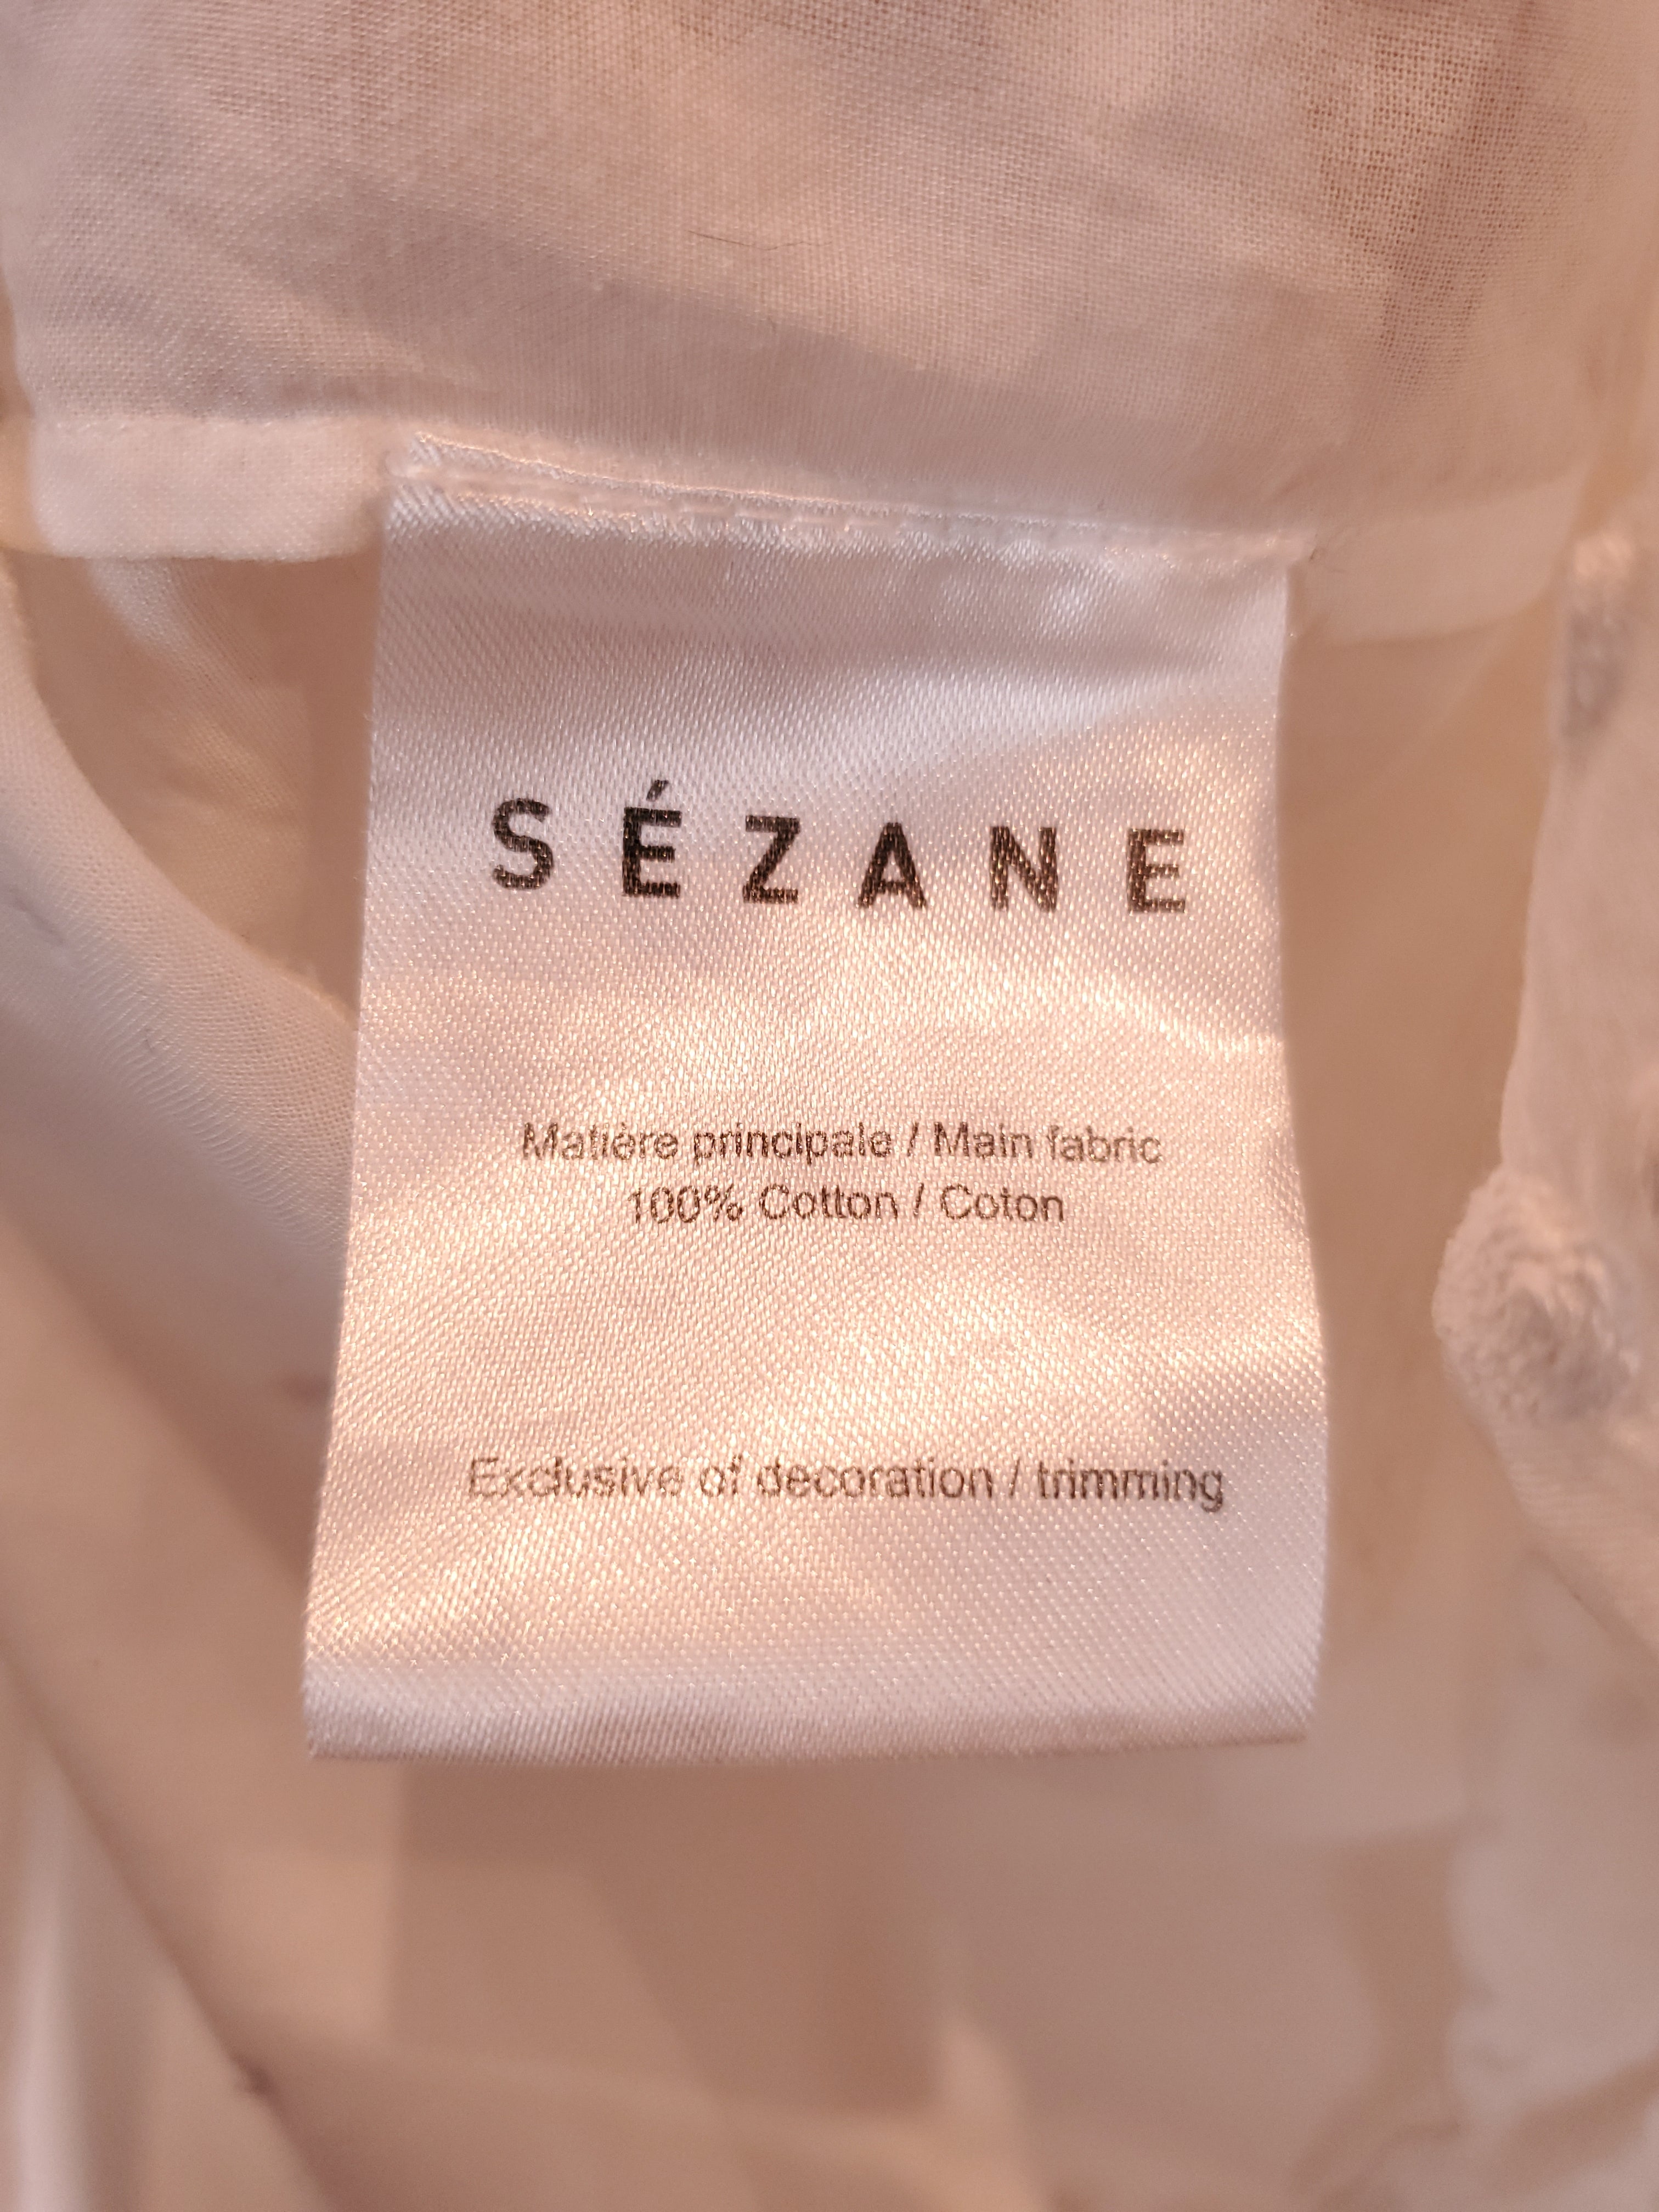 SÉZANE
Matière principale / Main fabric
100% Cotton / Coton
Exclusive of decoration / trimming